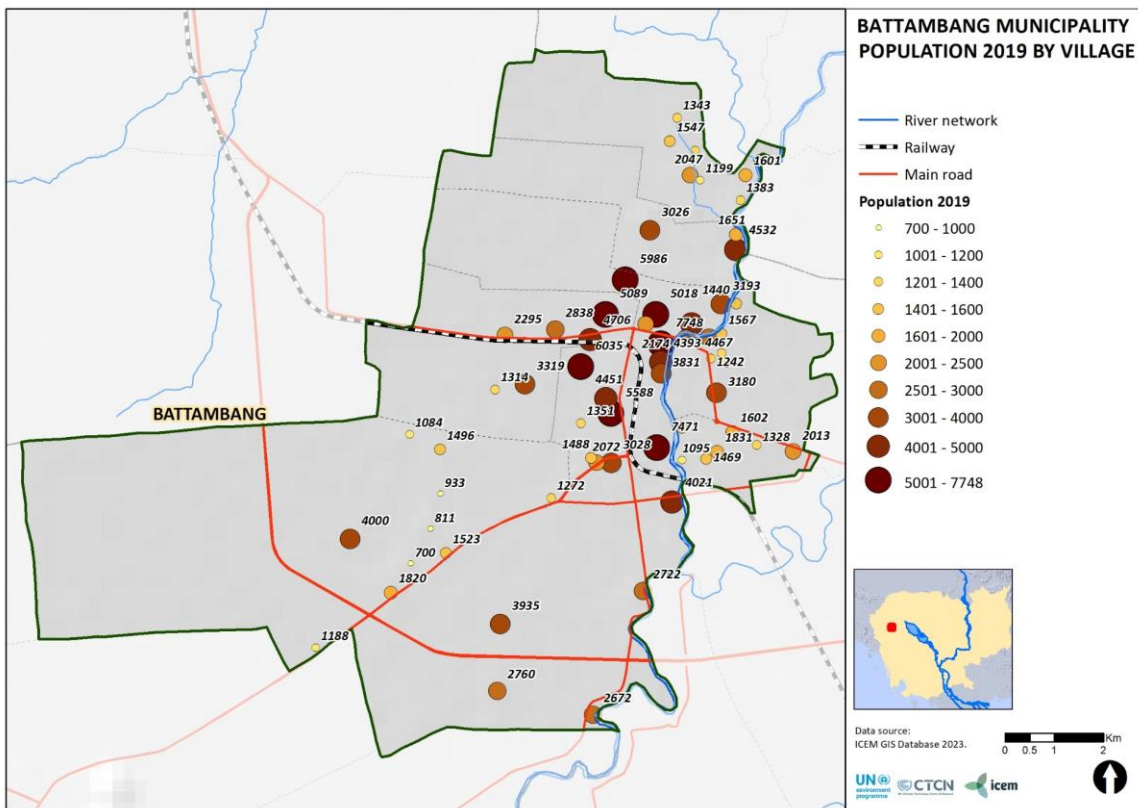 BATTAMBANG MUNICIPALITY
POPULATION 2019 BY VILLAGE
River network
Railway
Main road
Population 2019
700 - 1000
1001 - 1200
1201 - 1400
1401 - 1600
1601 - 2000
2001 - 2500
2501 - 3000
3001 - 4000
4001 - 5000
5001 - 7748
1343
1547
2047
1199
1601
1383
3026
1651
4532
5986
5089
5018
1440
3193
2295
2838
4706
7748
1567
6035
2174
4393
4467
3319
3831
1242
1314
4451
5588
3180
1351
BATTAMBANG
1084
1496
1488
2072
3028
7471
1602
1831
1328
2013
1095
1469
933
1272
4021
811
4000
1523
700
1820
2722
3935
1188
2760
2672
Data source:
ICEM GIS Database 2023.
0 0.5 1 2 Km
UN
environment
programme
CTCN
icem